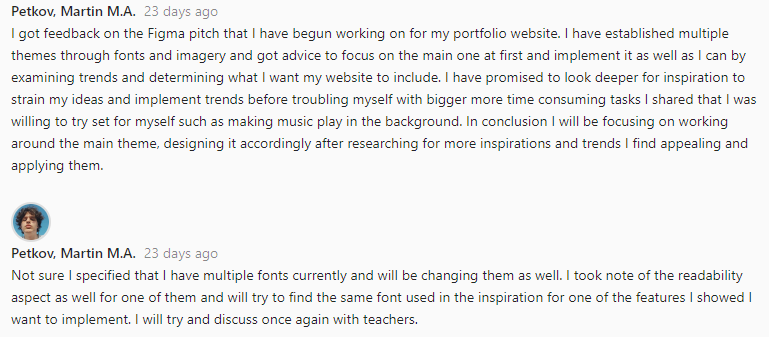 Petkov, Martin M.A. 23 days ago
I got feedback on the Figma pitch that I have begun working on for my portfolio website. I have established multiple
themes through fonts and imagery and got advice to focus on the main one at first and implement it as well as I can by
examining trends and determining what I want my website to include. I have promised to look deeper for inspiration to
strain my ideas and implement trends before troubling myself with bigger more time consuming tasks I shared that I was
willing to try set for myself such as making music play in the background. In conclusion I will be focusing on working
around the main theme, designing it accordingly after researching for more inspirations and trends I find appealing and
applying them.
Petkov, Martin M.A. 23 days ago
Not sure I specified that I have multiple fonts currently and will be changing them as well. I took note of the readability
aspect as well for one of them and will try to find the same font used in the inspiration for one of the features I showed I
want to implement. I will try and discuss once again with teachers.